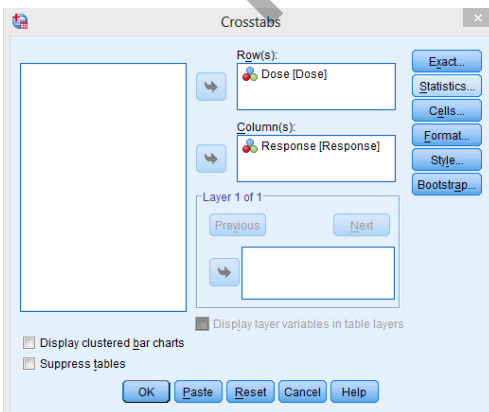 Crosstabs
Row(s):
Dose [Dose]
Column(s):
Response [Response]
Layer 1 of 1
Previous
Next
Display layer variables in table layers
Exact...
Statistics...
Cells...
Format...
Style...
Bootstrap...
Display clustered bar charts
Suppress tables
OK
Paste
Reset
Cancel
Help